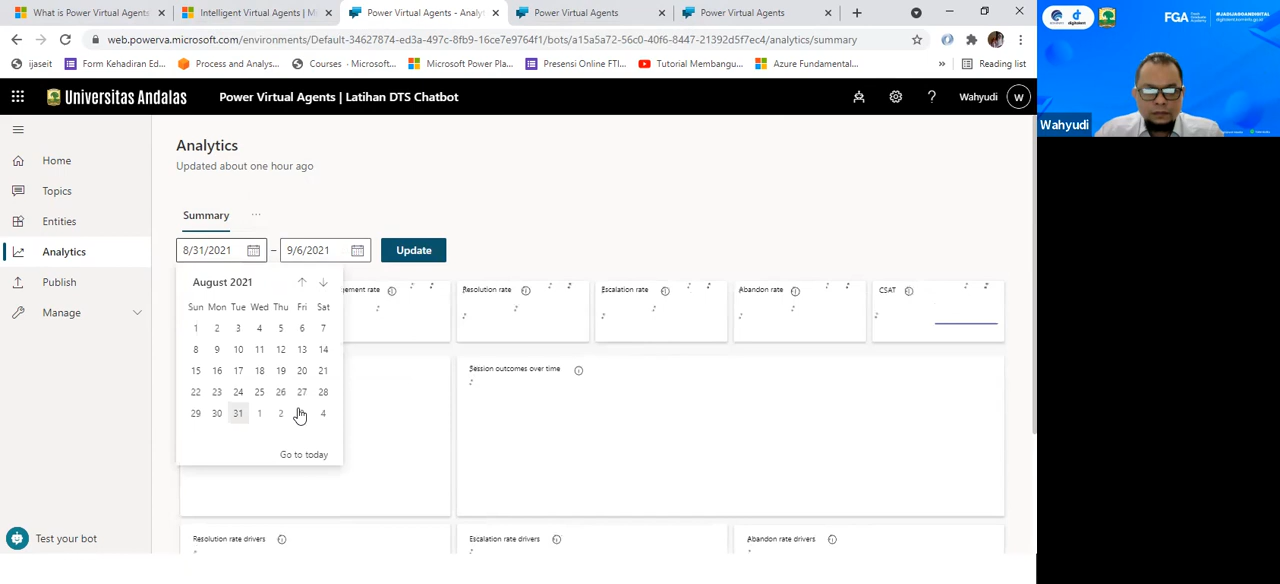 What is Power Virtual Agents
Intelligent Virtual Agents | Mi
Power Virtual Agents - Analy
Power Virtual Agents
Power Virtual Agents
web.powerva.microsoft.com/environments/Default-34627874-ed3a-497c-8fb9-16ce7e9764f1/bots/a15a5a72-56c0-40f6-8447-21392d5f7ec4/analytics/summary
ijaseit
Form Kehadiran Ed...
Process and Analys...
Courses - Microsoft...
Microsoft Power Pla...
Presensi Online FTI...
Tutorial Membangu...
Azure Fundamental...
»
Reading list
Universitas Andalas
Power Virtual Agents | Latihan DTS Chatbot
?
Wahyudi
W
FGA
Wahyudi
Home
Topics
Entities
Analytics
Publish
Manage
Test your bot
Analytics
Updated about one hour ago
Summary
...
8/31/2021 – 9/6/2021 Update
August 2021
Sun Mon Tue Wed Thu Fri Sat
1 2 3 4 5 6 7
8 9 10 11 12 13 14
15 16 17 18 19 20 21
22 23 24 25 26 27 28
29 30 31 1 2 4
Go to today
gement rate
Resolution rate
Escalation rate
Abandon rate
CSAT
Session outcomes over time
Resolution rate drivers
Escalation rate drivers
Abandon rate drivers